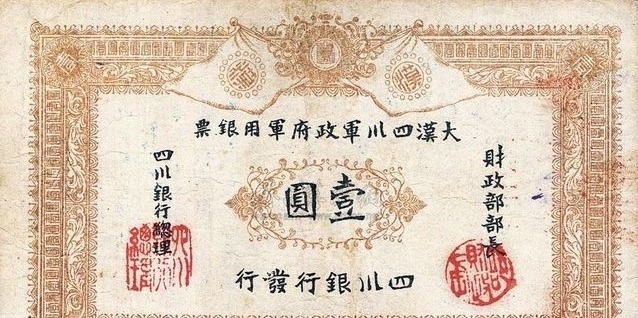 大漢四川軍政府軍用銀票
財政部部長
壹圓
四川銀行總理
四川銀行發行